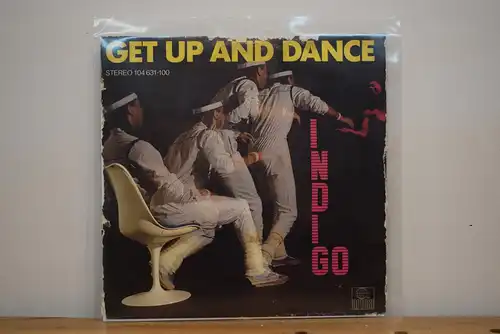 GET UP AND DANCE
STEREO 104 631-100
INDIGO